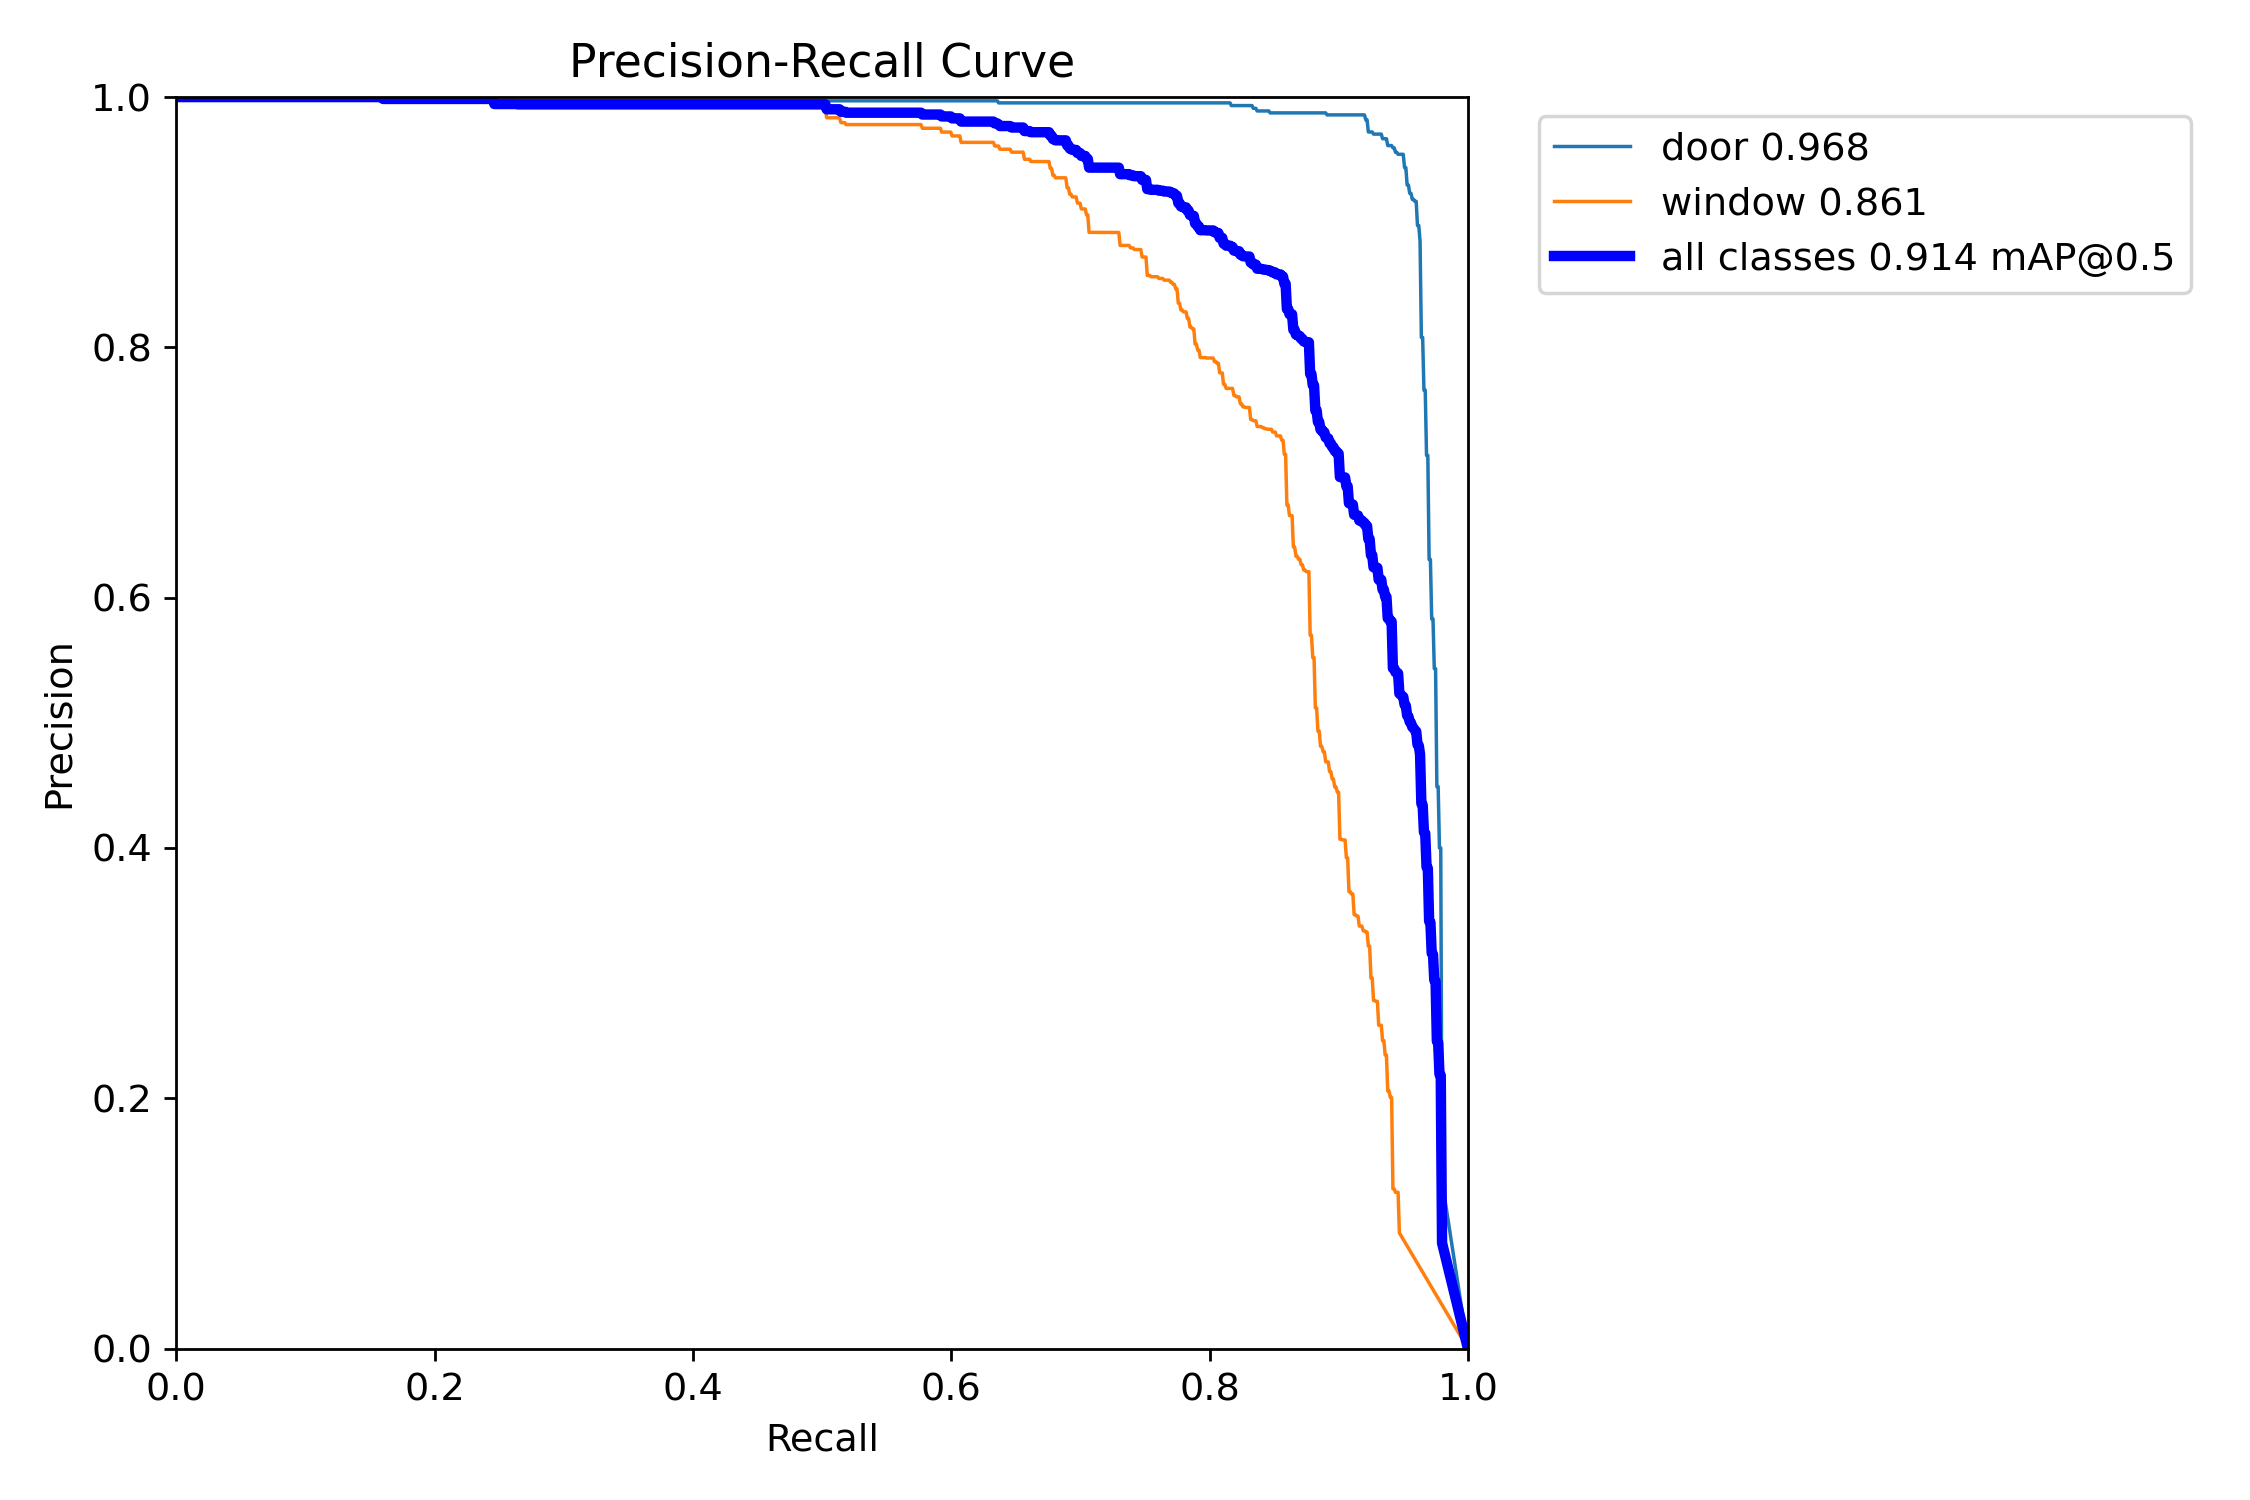 Precision-Recall Curve
1.0
0.8
0.6
0.4
0.2
0.0
Precision
0.0 0.2 0.4 0.6 0.8 1.0
Recall
door 0.968
window 0.861
all classes 0.914 mAP@0.5